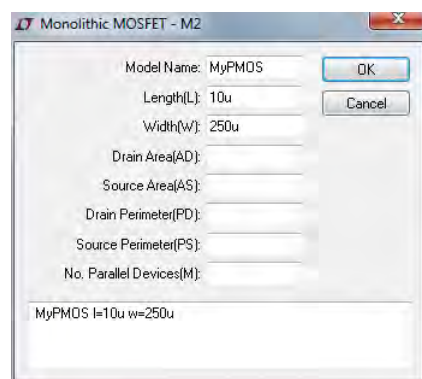 Monolithic MOSFET - M2
Model Name: MyPMOS
OK
Length(L): 10u
Cancel
Width(W): 250u
Drain Area(AD):
Source Area(AS):
Drain Perimeter(PD):
Source Perimeter(PS):
No. Parallel Devices(M):
MyPMOS l=10u w=250u